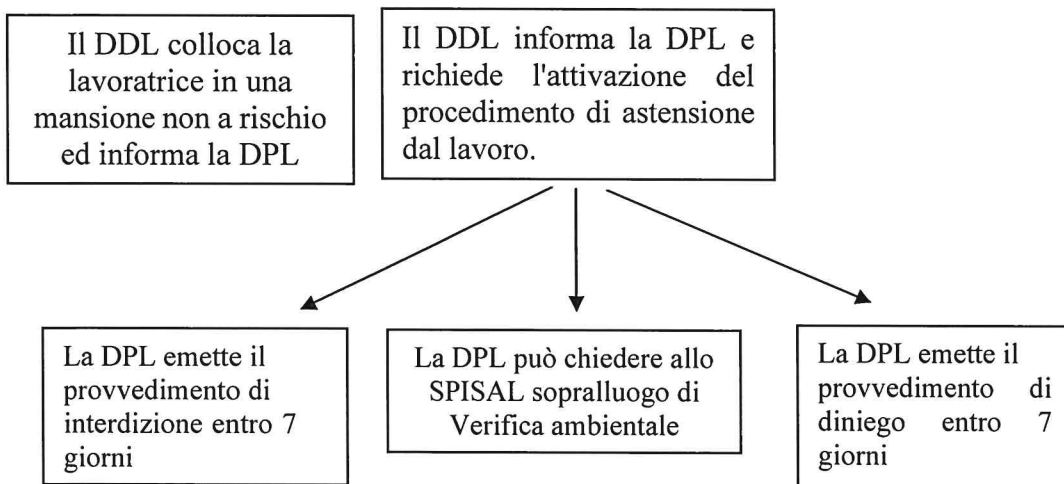 Il DDL colloca la
lavoratrice in una
mansione non a rischio
ed informa la DPL
Il DDL informa la DPL e
richiede l'attivazione del
procedimento di astensione
dal lavoro.
La DPL emette il
provvedimento di
interdizione entro 7
giorni
La DPL può chiedere allo
SPISAL sopralluogo di
Verifica ambientale
La DPL emette il
provvedimento di
diniego entro 7
giorni